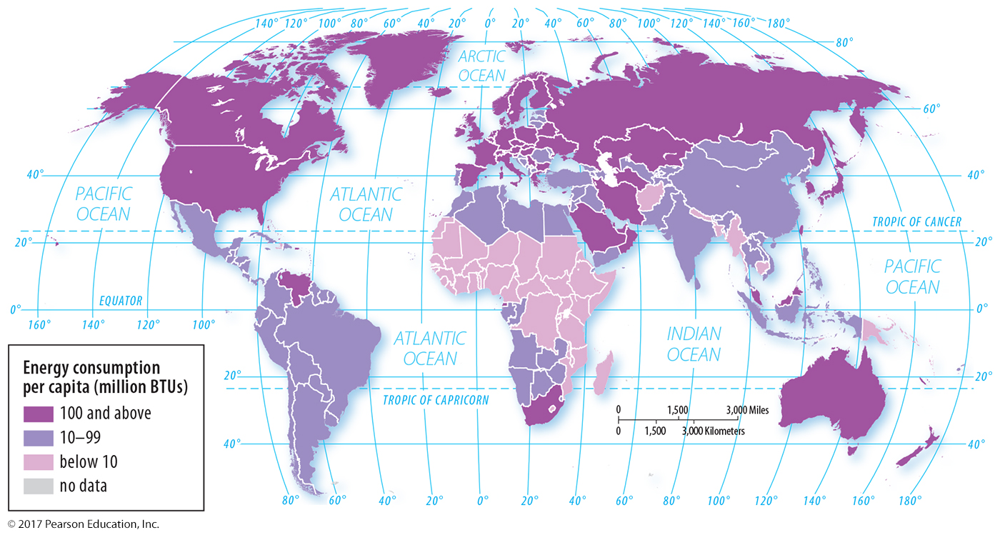 140° 120° 100° 80° 60° 40° 20° 0° 20° 40° 60° 80° 100° 120° 140° 160° 180°
80°
ARCTIC
OCEAN
60°
40°
40°
PACIFIC
OCEAN
ATLANTIC
OCEAN
TROPIC OF CANCER
20°
20°
PACIFIC
OCEAN
EQUATOR
0°
0°
160° 140° 120° 100°
ATLANTIC
OCEAN
INDIAN
OCEAN
20°
20°
TROPIC OF CAPRICORN
0 1,500 3,000 Miles
0 1,500 3,000 Kilometers
40°
40°
80° 60° 40° 20° 0° 20° 40° 60° 80° 100° 120° 140° 160° 180°
Energy consumption
per capita (million BTUs)
100 and above
10–99
below 10
no data
© 2017 Pearson Education, Inc.